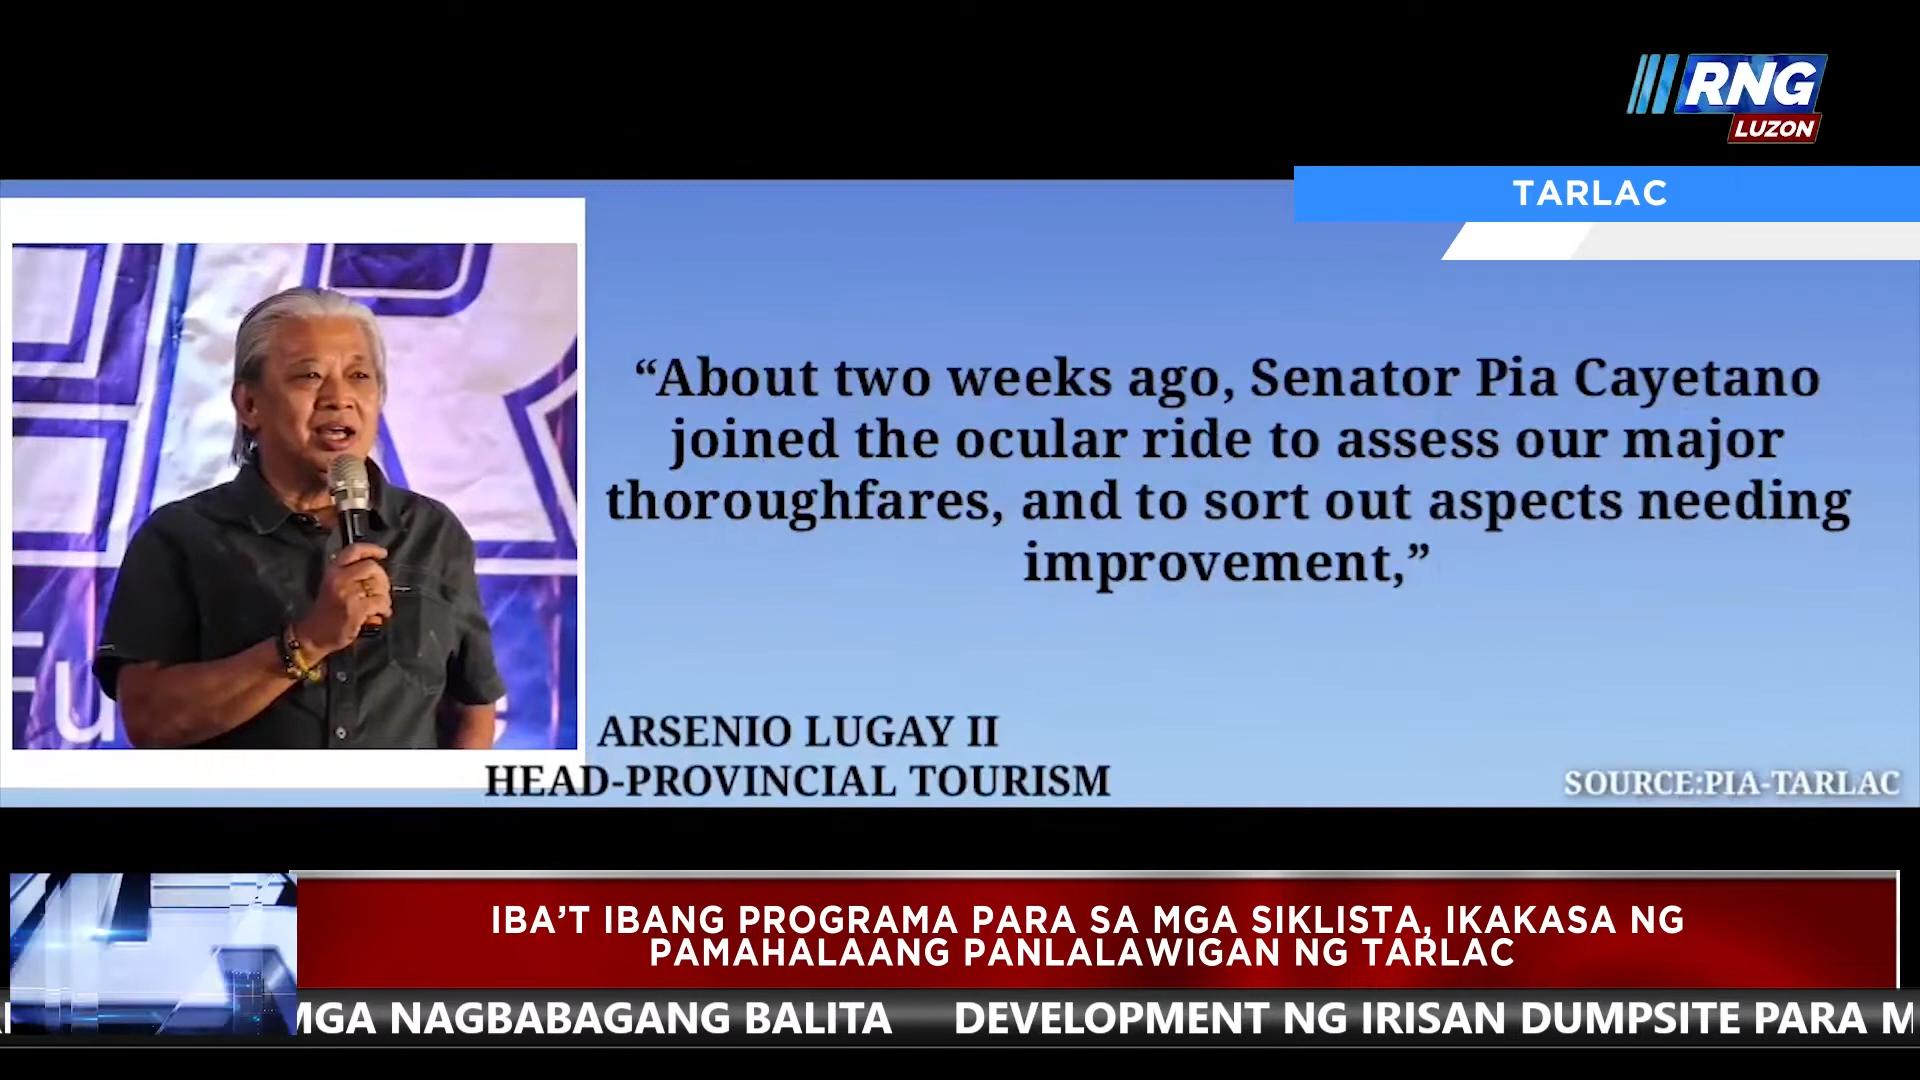 RNG
LUZON
TARLAC
“About two weeks ago, Senator Pia Cayetano
joined the ocular ride to assess our major
thoroughfares, and to sort out aspects needing
improvement,”
ARSENIO LUGAY II
HEAD-PROVINCIAL TOURISM
SOURCE:PIA-TARLAC
IBA’T IBANG PROGRAMA PARA SA MGA SIKLISTA, IKAKASA NG
PAMAHALAANG PANLALAWIGAN NG TARLAC
MGA NAGBABAGANG BALITA DEVELOPMENT NG IRISAN DUMPSITE PARA